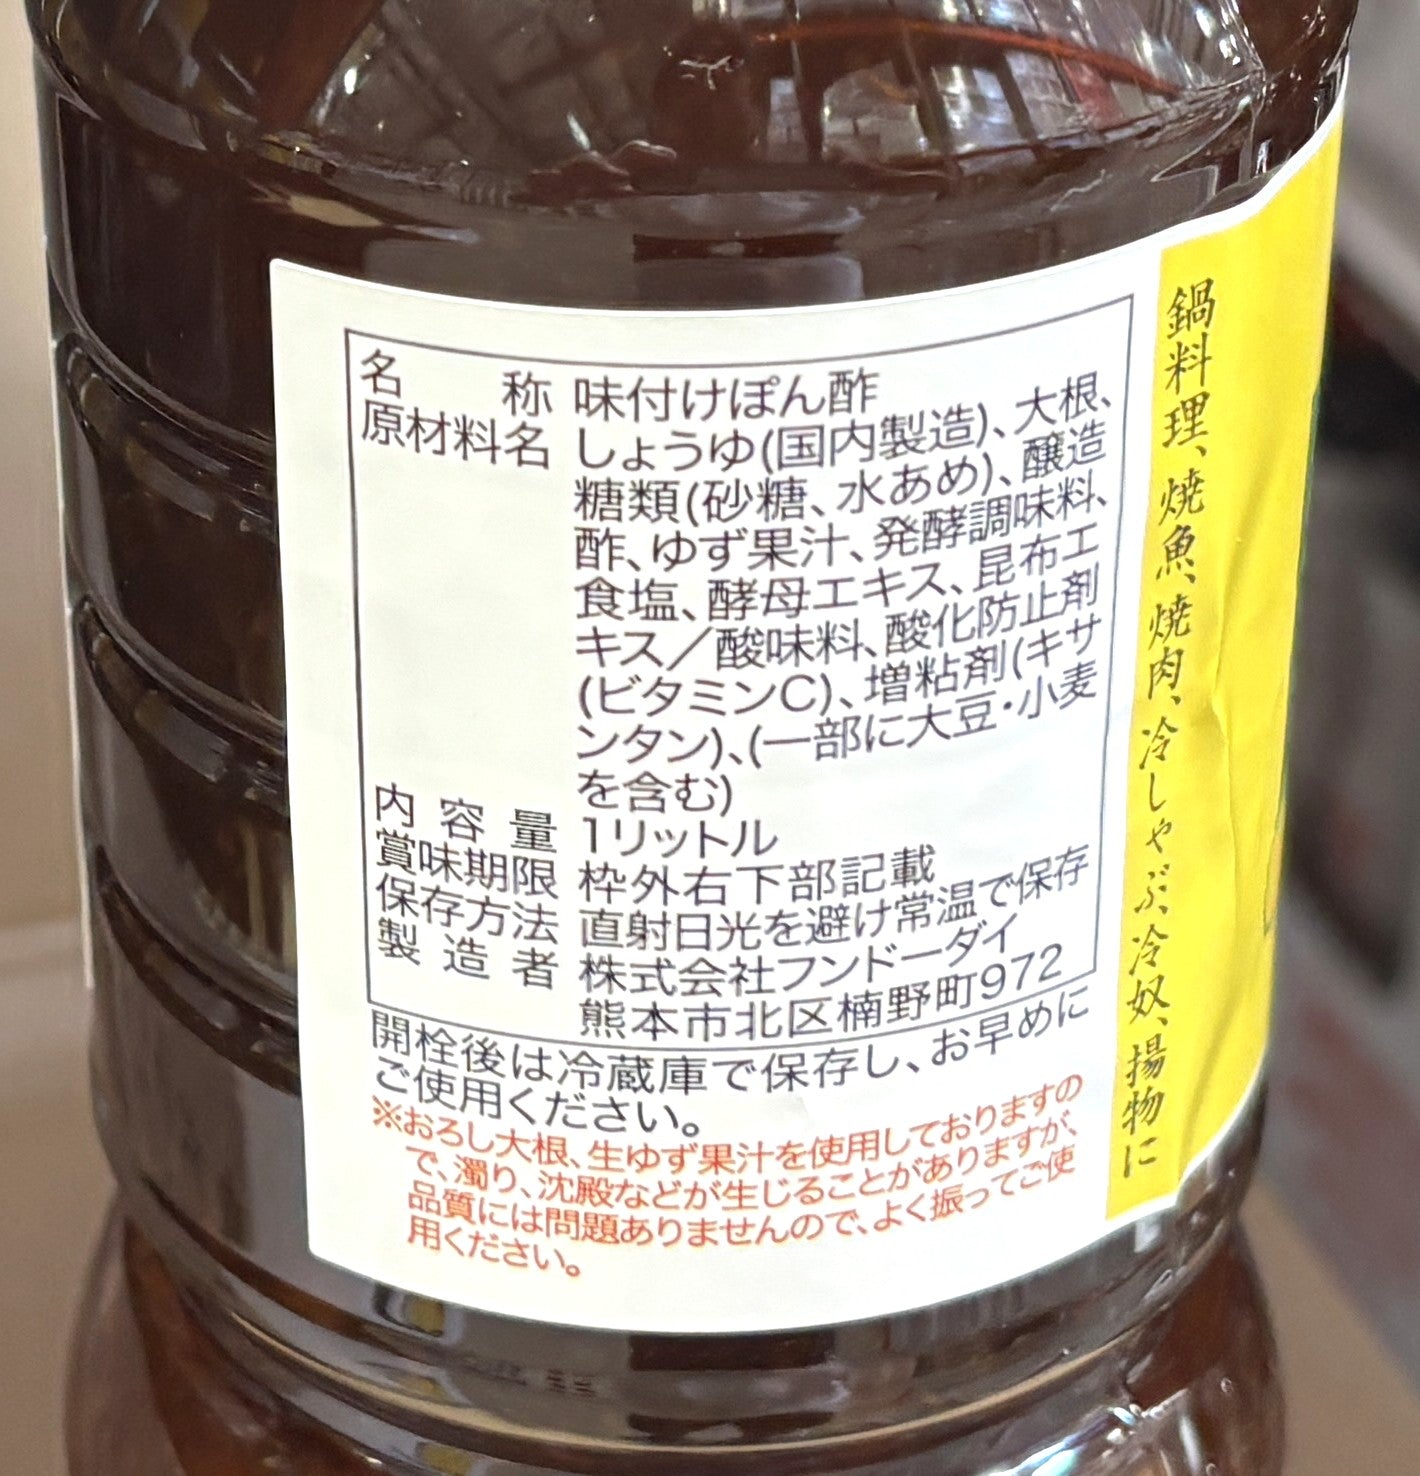 名称 味付けぽん酢
原材料名 しょうゆ(国内製造)、大根、
糖類(砂糖、水あめ)、醸造
酢、ゆず果汁、発酵調味料、
食塩、酵母エキス、昆布エ
キス／酸味料、酸化防止剤
(ビタミンC)、増粘剤(キサ
ンタン)、(一部に大豆・小麦
を含む)
内容量 1リットル
賞味期限 枠外右下部記載
保存方法 直射日光を避け常温で保存
製造者 株式会社フンドーダイ
熊本市北区楠野町972
開栓後は冷蔵庫で保存し、お早めに
ご使用ください。
※おろし大根、生ゆず果汁を使用しておりますの
で、濁り、沈殿などが生じることがありますが、
品質には問題ありませんので、よく振ってご使
用ください。
鍋料理、焼魚、焼肉、冷しゃぶ、冷奴、揚物に